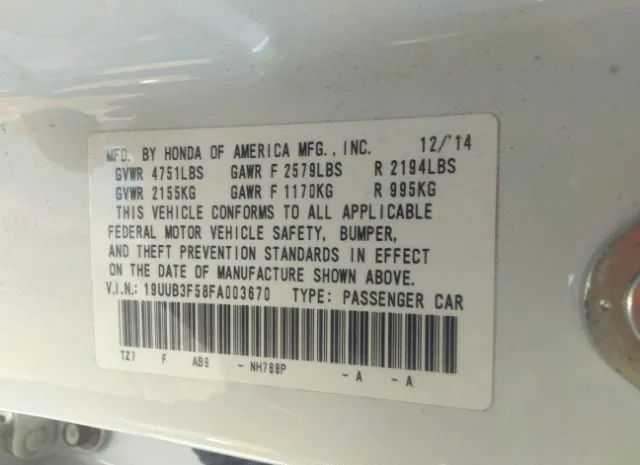 MFD. BY HONDA OF AMERICA MFG., INC. 12/'14
GVWR 4751LBS GAWR F 2579LBS R 2194LBS
GVWR 2155KG GAWR F 1170KG R 995KG
THIS VEHICLE CONFORMS TO ALL APPLICABLE
FEDERAL MOTOR VEHICLE SAFETY, BUMPER,
AND THEFT PREVENTION STANDARDS IN EFFECT
ON THE DATE OF MANUFACTURE SHOWN ABOVE.
V.I.N.: 19UUB3F58FA003670 TYPE: PASSENGER CAR
TZ7 F AB9 - NH788P - A - A